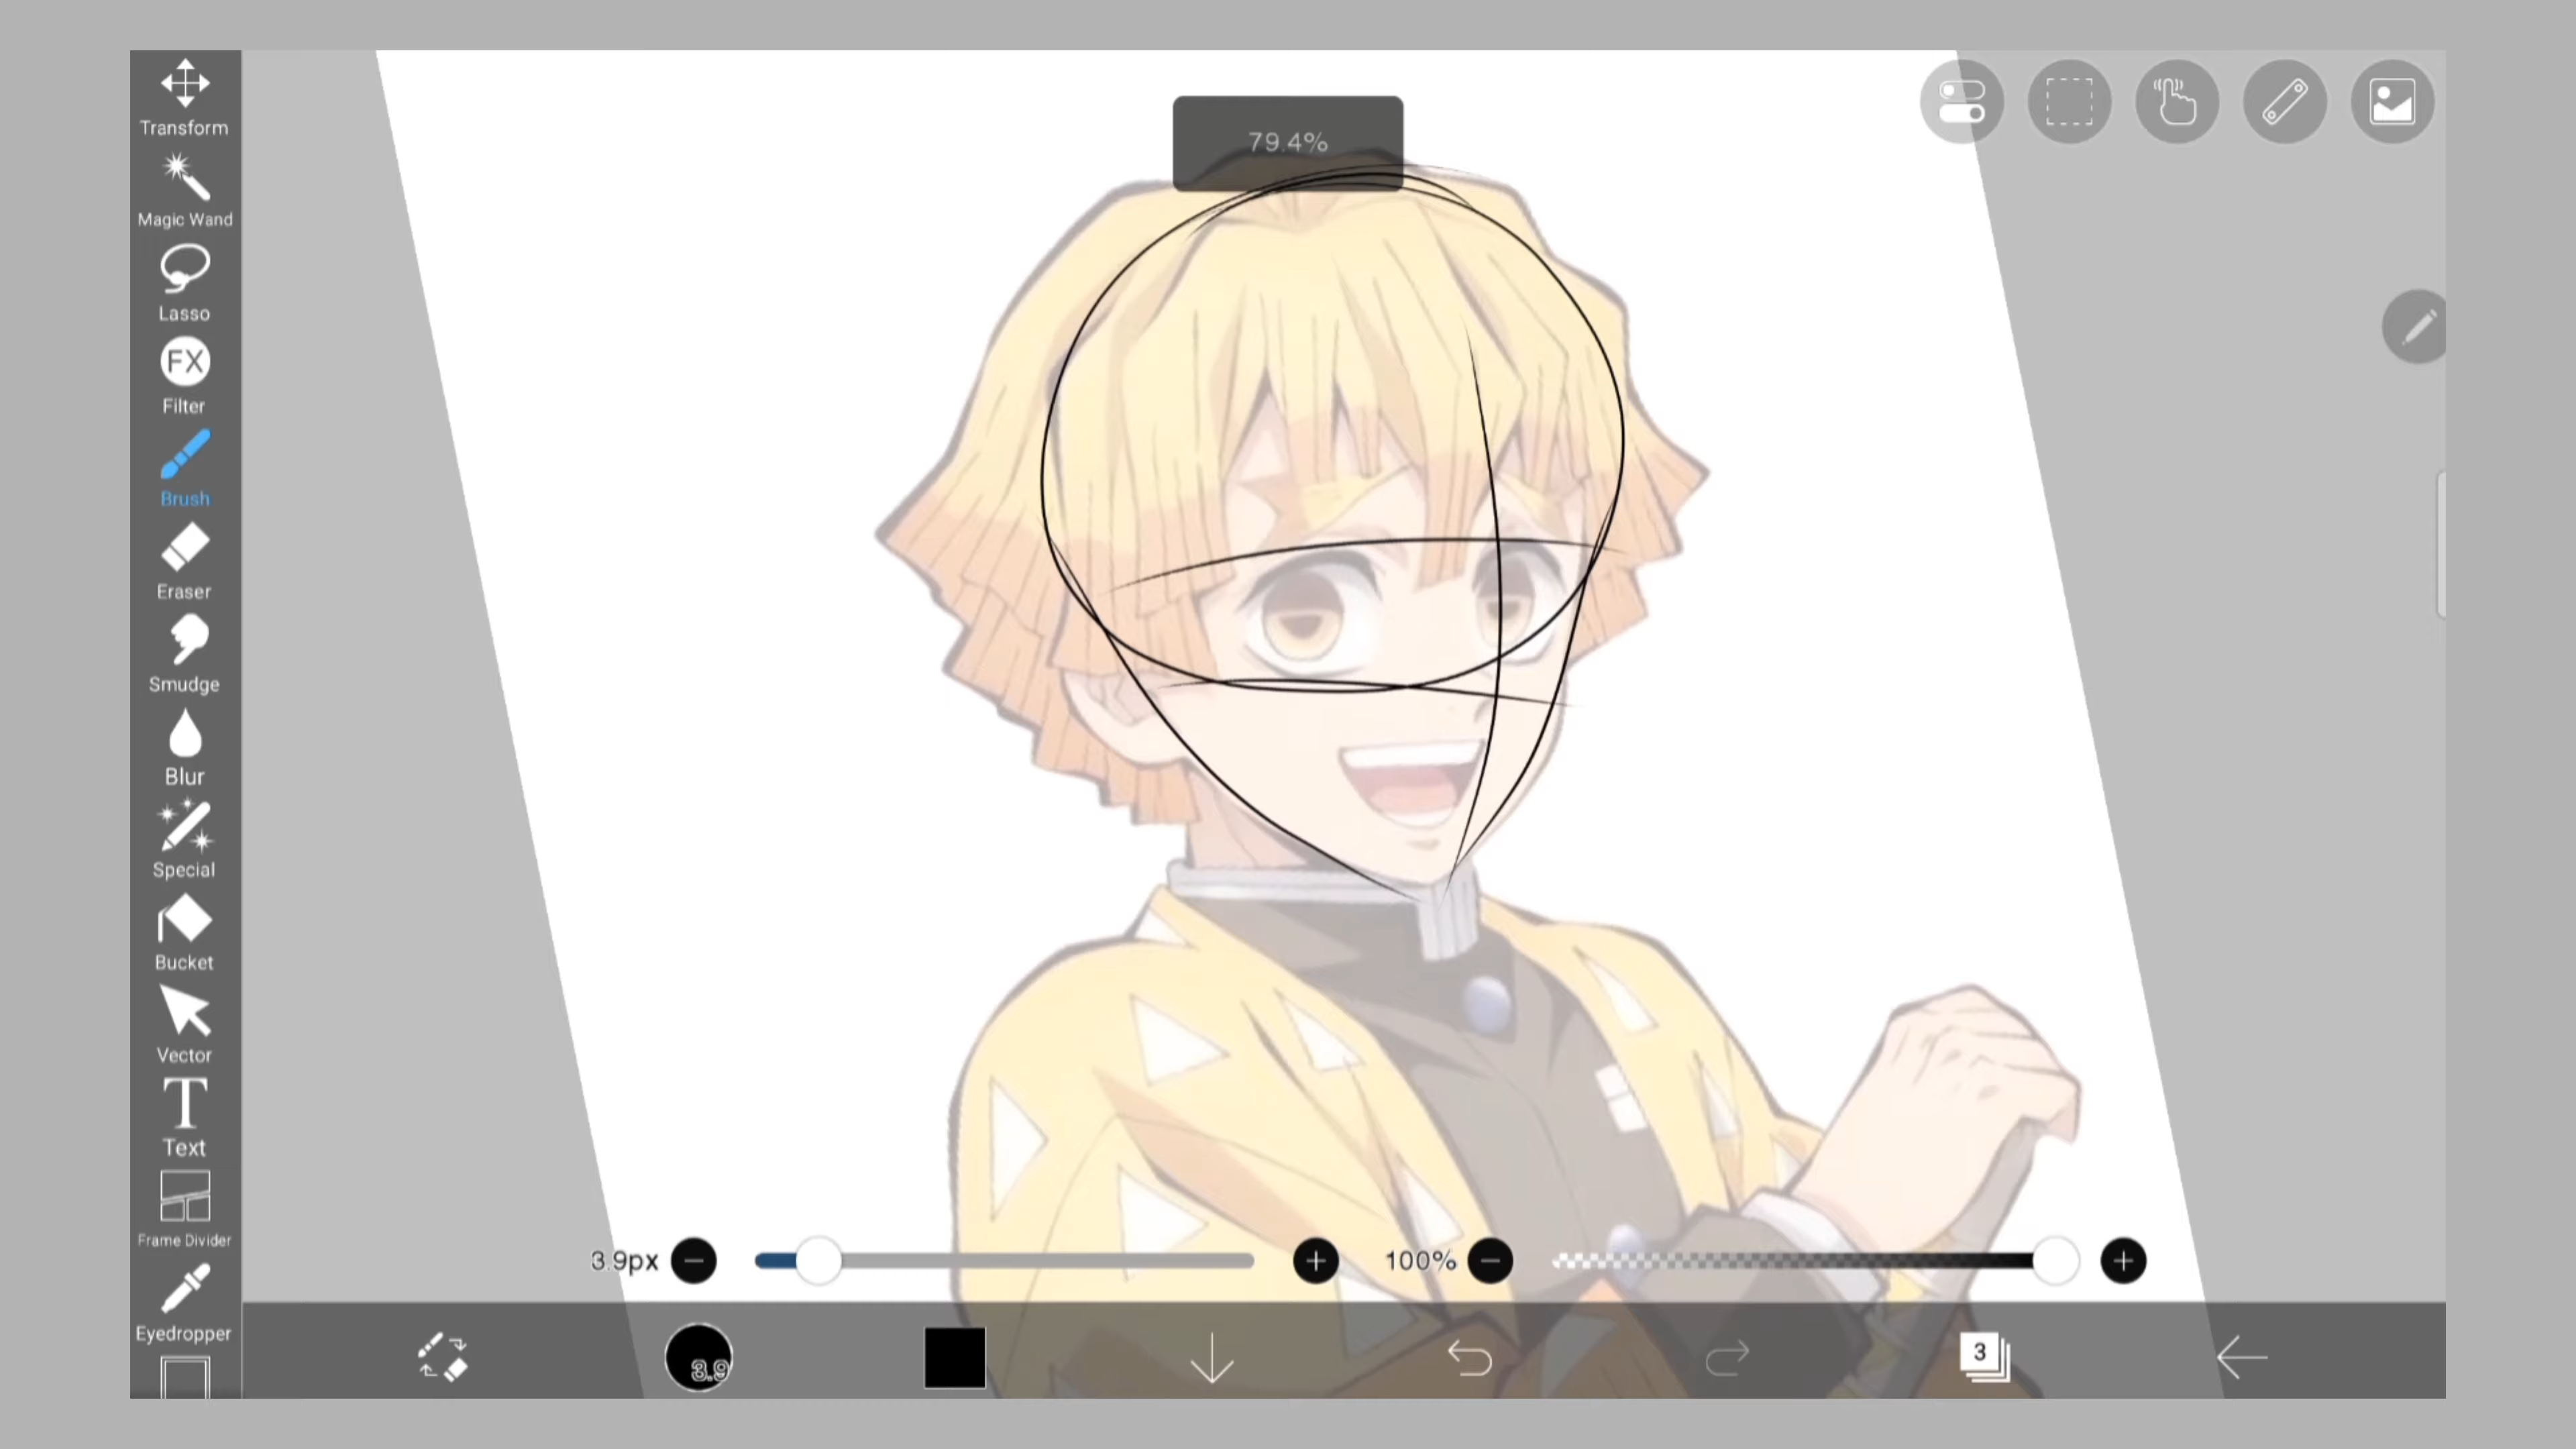 79.4%
Transform
Magic Wand
Lasso
FX
Filter
Brush
Eraser
Smudge
Blur
Special
Bucket
Vector
T
Text
Frame Divider
Eyedropper
3.9px
100%
3.9
3